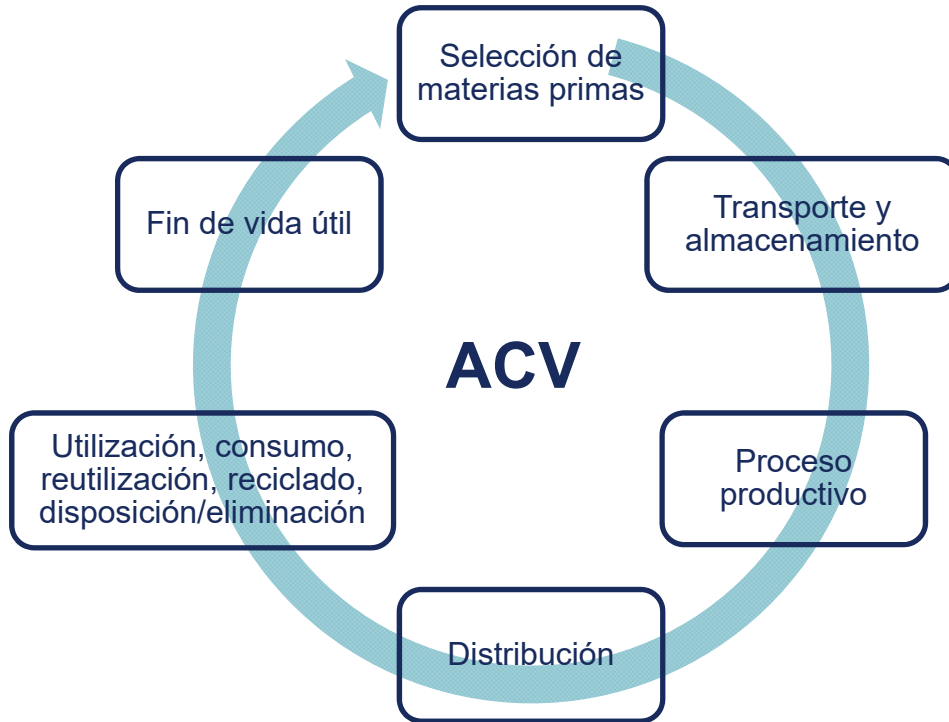 Selección de
materias primas
Transporte y
almacenamiento
Proceso
productivo
Distribución
Utilización, consumo,
reutilización, reciclado,
disposición/eliminación
Fin de vida útil
ACV